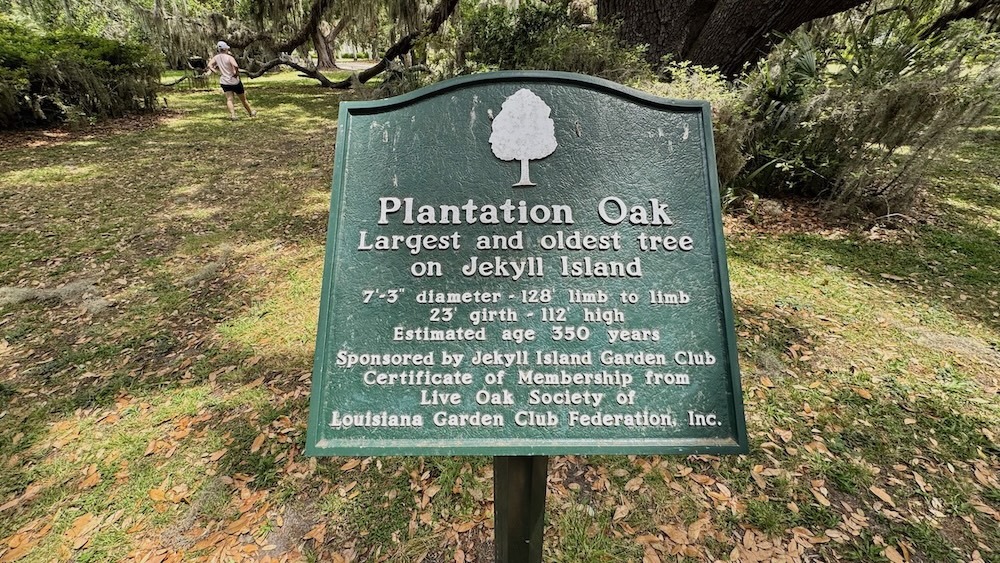 Plantation Oak
Largest and oldest tree
on Jekyll Island
7'-3" diameter - 128' limb to limb
23' girth - 112' high
Estimated age 350 years
Sponsored by Jekyll Island Garden Club
Certificate of Membership from
Live Oak Society of
Louisiana Garden Club Federation, Inc.